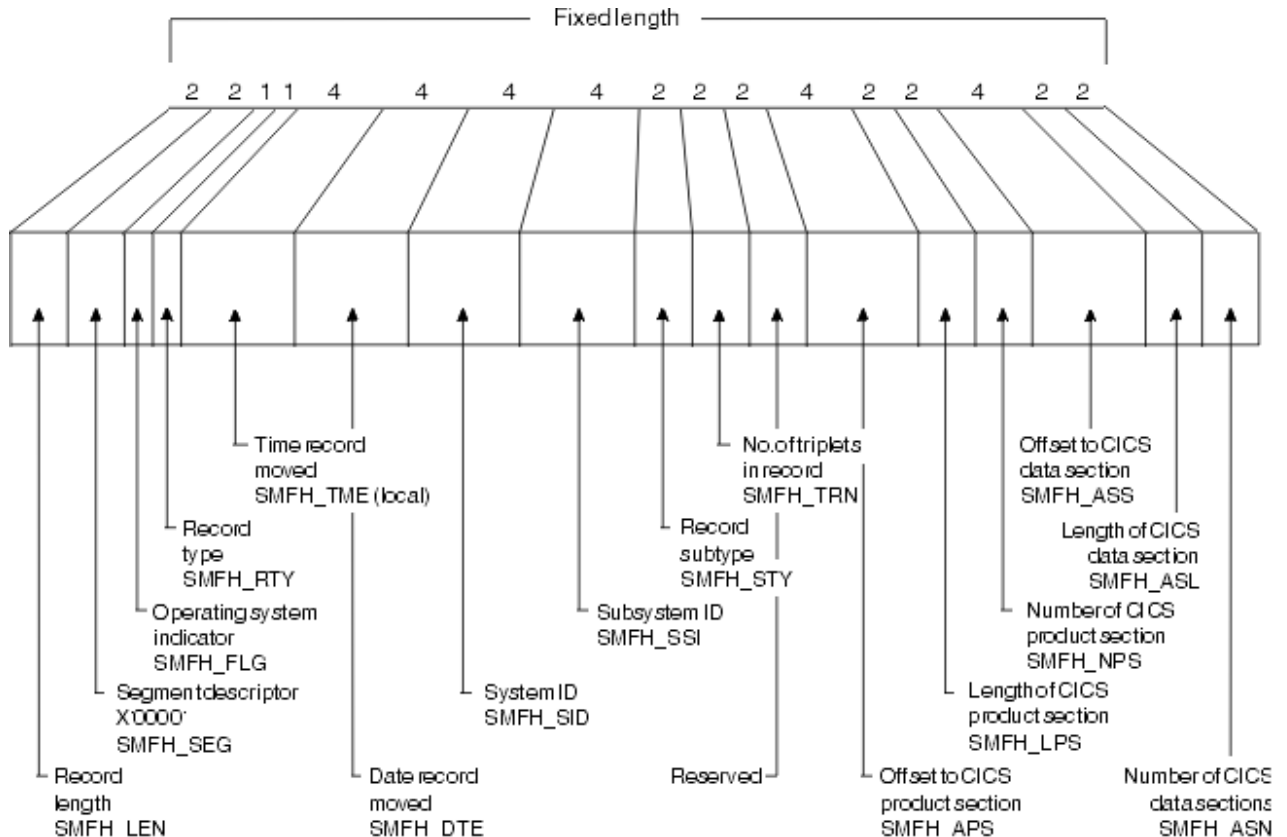 Fixed length
2 2 1 1 4 4 4 4 2 2 2 4 2 2 4 2 2
Time record
moved
SMFH_TME (local)
No. of triplets
in record
SMFH_TRN
Offset to CICS
data section
SMFH_ASS
Record
type
SMFH_RTY
Record
subtype
SMFH_STY
Length of CICS
data section
SMFH_ASL
Operating system
indicator
SMFH_FLG
Subsystem ID
SMFH_SSI
Number of CICS
product section
SMFH_NPS
Segment descriptor
X'0000'
SMFH_SEG
System ID
SMFH_SID
Length of CICS
product section
SMFH_LPS
Record
length
SMFH_LEN
Date record
moved
SMFH_DTE
Reserved
Offset to CICS
product section
SMFH_APS
Number of CICS
data sections
SMFH_ASN